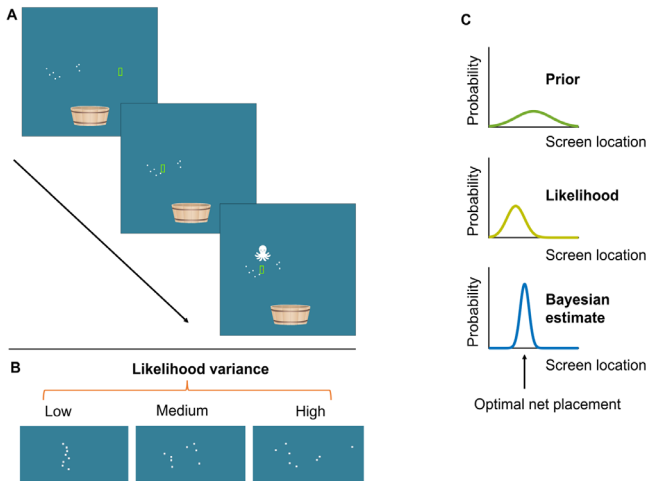 A
B
Likelihood variance
Low
Medium
High
C
Probability
Prior
Screen location
Probability
Likelihood
Screen location
Probability
Bayesian
estimate
Screen location
Optimal net placement